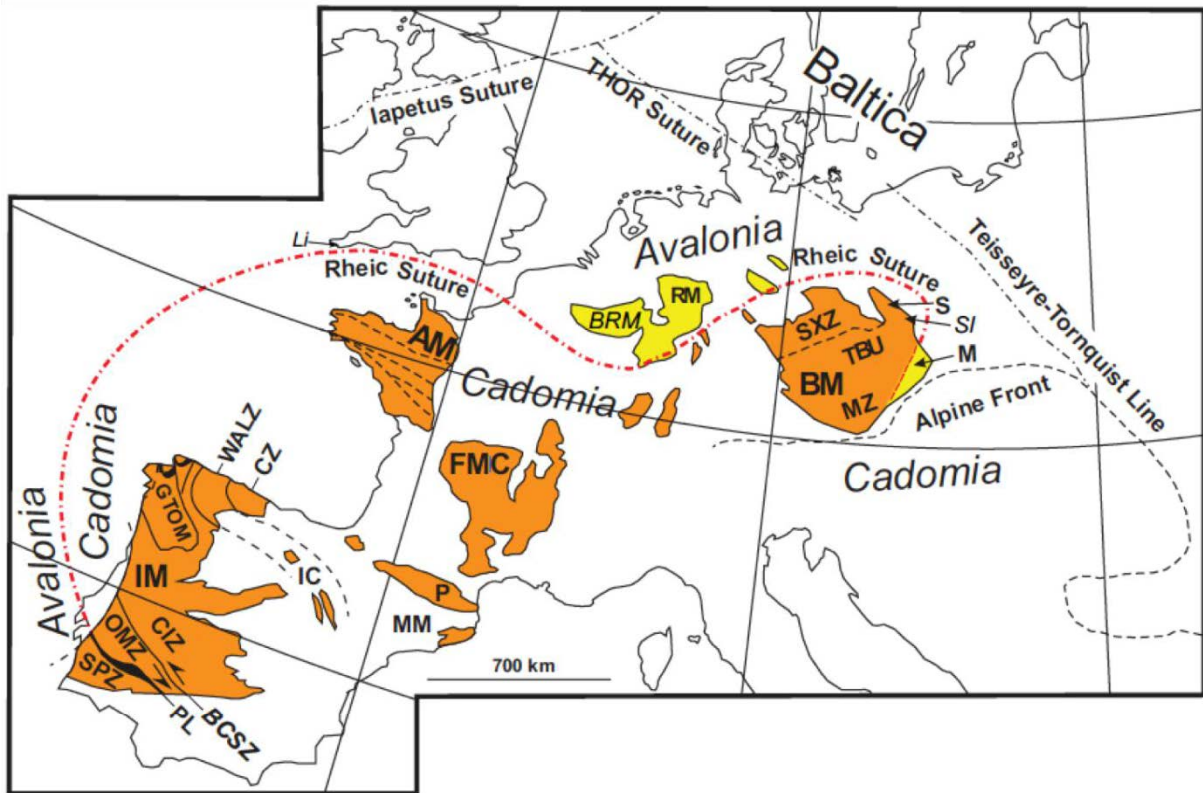 Baltica
THOR Suture
Iapetus Suture
Teisseyre-Tornquist Line
Avalonia
Li
Rheic Suture
Rheic Suture
RM
BRM
S
SXZ
SI
TBU
M
AM
BM
MZ
Alpine Front
Cadomia
Cadomia
Cadomia
Avalonia
WALZ
CZ
GTOM
FMC
IM
IC
P
MM
CIZ
OMZ
SPZ
PL
BCSZ
700 km